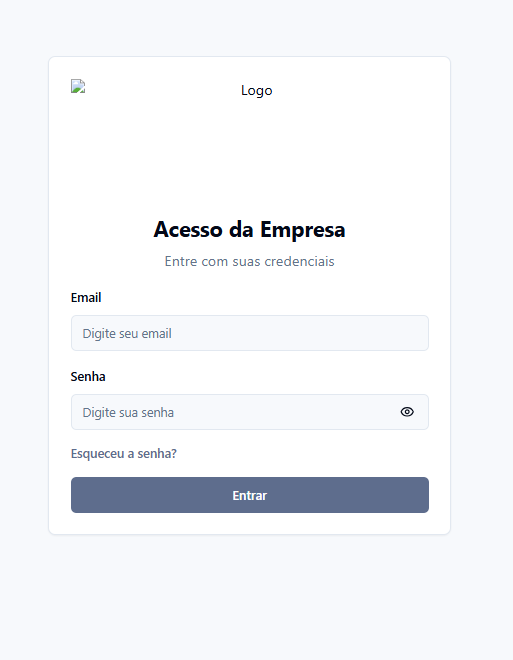 Logo
Acesso da Empresa
Entre com suas credenciais
Email
Digite seu email
Senha
Digite sua senha
Esqueceu a senha?
Entrar